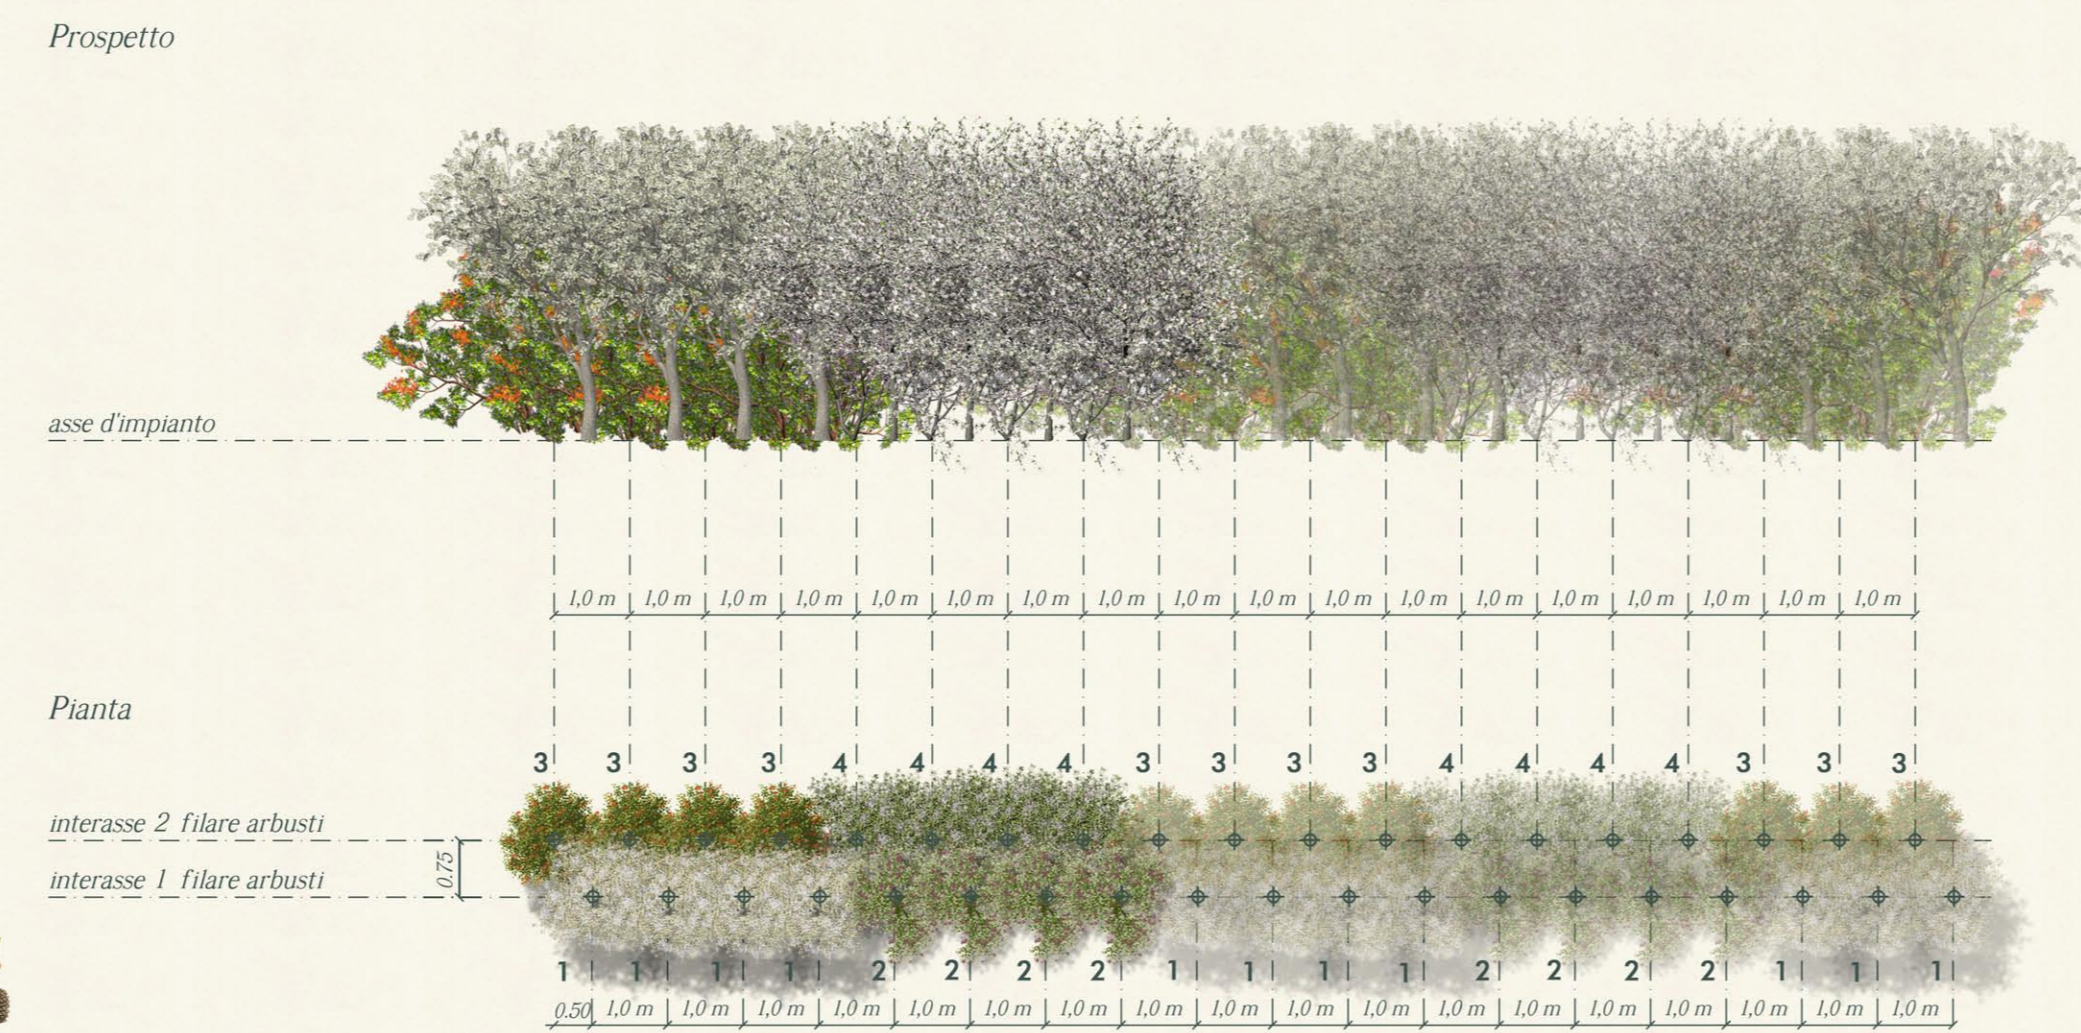 Prospetto
asse d'impianto
1,0 m 1,0 m 1,0 m 1,0 m 1,0 m 1,0 m 1,0 m 1,0 m 1,0 m 1,0 m 1,0 m 1,0 m 1,0 m 1,0 m 1,0 m 1,0 m 1,0 m 1,0 m
Pianta
3 3 3 3 4 4 4 4 3 3 3 3 4 4 4 4 3 3 3
interasse 2 filare arbusti
0.75
interasse 1 filare arbusti
1 1 1 1 2 2 2 2 1 1 1 1 2 2 2 2 1 1 1
0.50 1,0 m 1,0 m 1,0 m 1,0 m 1,0 m 1,0 m 1,0 m 1,0 m 1,0 m 1,0 m 1,0 m 1,0 m 1,0 m 1,0 m 1,0 m 1,0 m 1,0 m 1,0 m